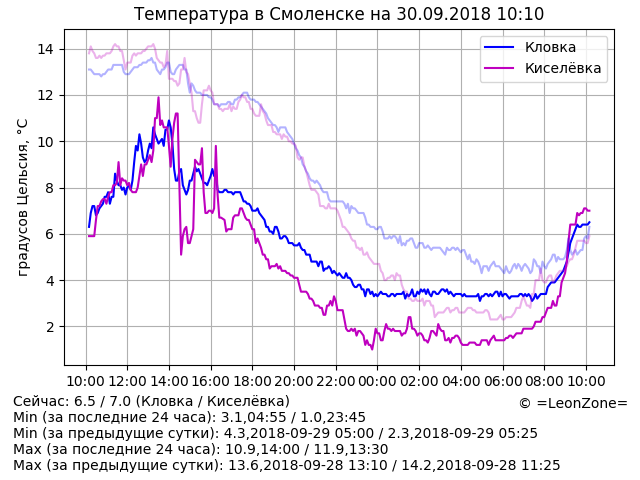 Температура в Смоленске на 30.09.2018 10:10
Кловка
Киселёвка
градусов Цельсия, °C
14
12
10
8
6
4
2
10:00 12:00 14:00 16:00 18:00 20:00 22:00 00:00 02:00 04:00 06:00 08:00 10:00
Сейчас: 6.5 / 7.0 (Кловка / Киселёвка)
© =LeonZone=
Min (за последние 24 часа): 3.1,04:55 / 1.0,23:45
Min (за предыдущие сутки): 4.3,2018-09-29 05:00 / 2.3,2018-09-29 05:25
Max (за последние 24 часа): 10.9,14:00 / 11.9,13:30
Max (за предыдущие сутки): 13.6,2018-09-28 13:10 / 14.2,2018-09-28 11:25